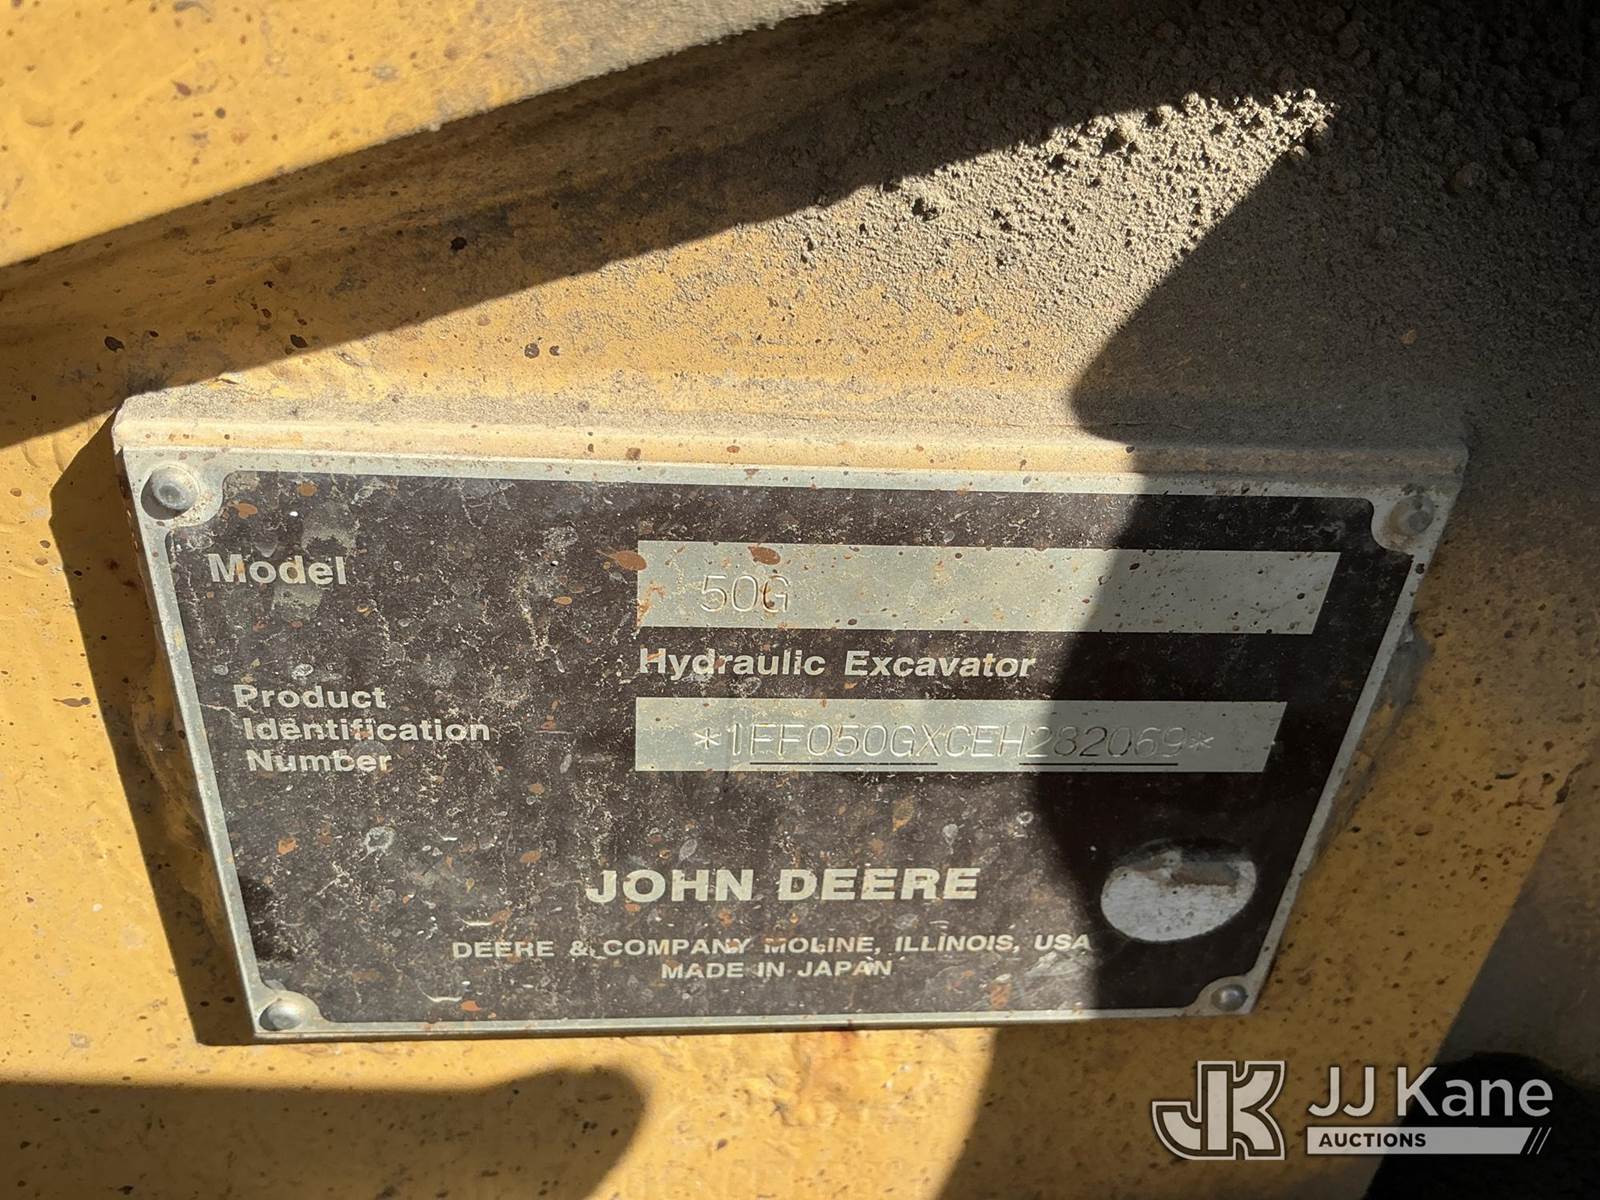 Model
50G
Hydraulic Excavator
Product
Identification
Number
*1FF050GXCEH282069*
JOHN DEERE
DEERE & COMPANY MOLINE, ILLINOIS, USA
MADE IN JAPAN
JK JJ Kane
AUCTIONS